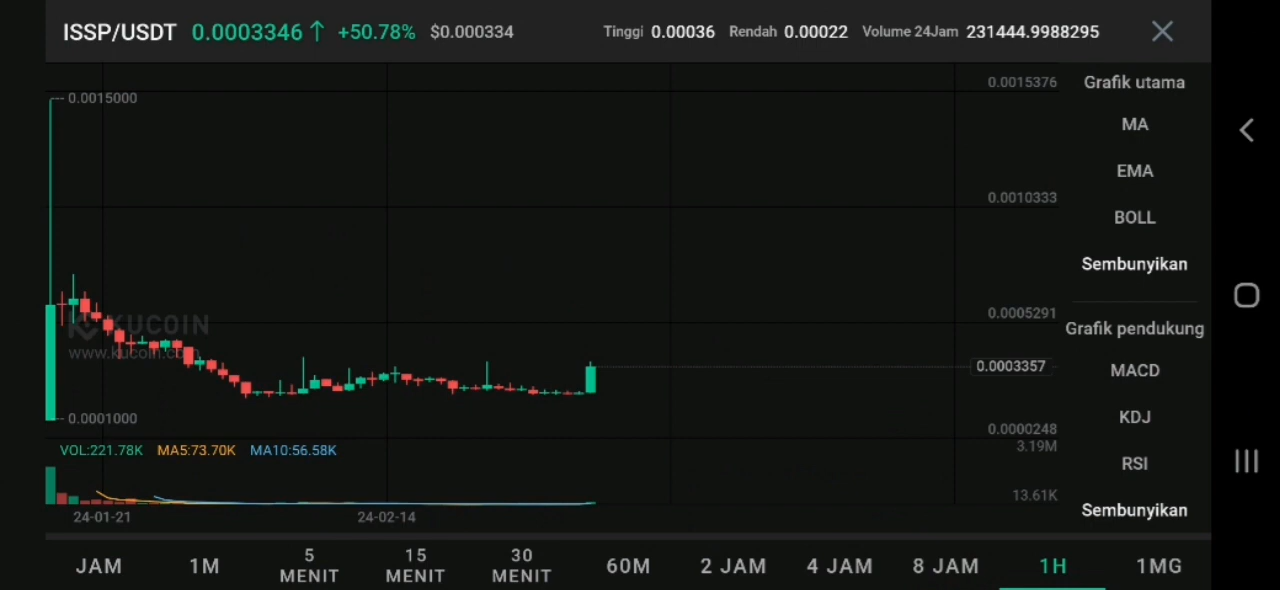 ISSP/USDT 0.0003346↑ +50.78% $0.000334 Tinggi 0.00036 Rendah 0.00022 Volume 24Jam 231444.9988295
0.0015376
0.0015000
0.0010333
0.0005291
0.0003357
0.0001000
0.0000248
KUCOIN
www.kucoin.com
VOL:221.78K MA5:73.70K MA10:56.58K
3.19M
13.61K
24-01-21 24-02-14
Grafik utama
MA
EMA
BOLL
Sembunyikan
Grafik pendukung
MACD
KDJ
RSI
Sembunyikan
JAM 1M 5 MENIT 15 MENIT 30 MENIT 60M 2 JAM 4 JAM 8 JAM 1H 1MG